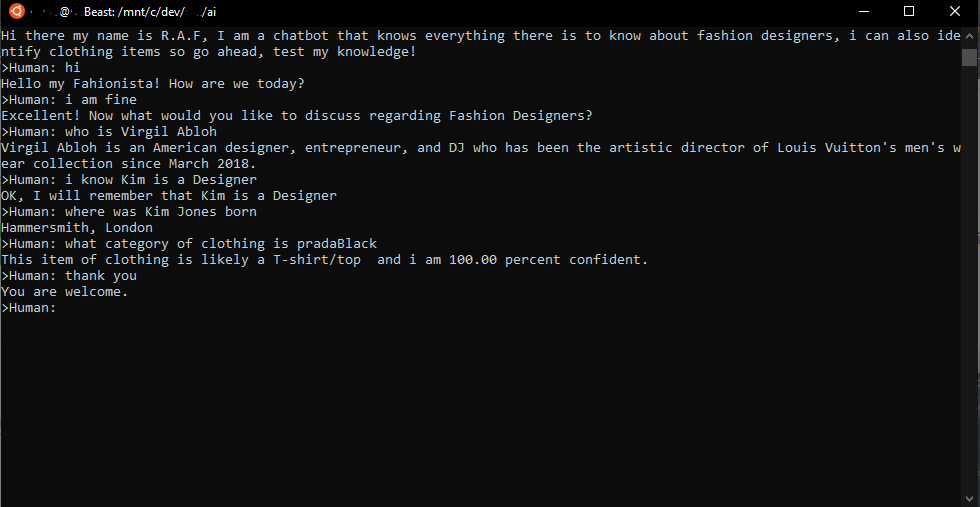 @ Beast: /mnt/c/dev/ /ai
Hi there my name is R.A.F, I am a chatbot that knows everything there is to know about fashion designers, i can also ide
ntify clothing items so go ahead, test my knowledge!
>Human: hi
Hello my Fahionista! How are we today?
>Human: i am fine
Excellent! Now what would you like to discuss regarding Fashion Designers?
>Human: who is Virgil Abloh
Virgil Abloh is an American designer, entrepreneur, and DJ who has been the artistic director of Louis Vuitton's men's w
ear collection since March 2018.
>Human: i know Kim is a Designer
OK, I will remember that Kim is a Designer
>Human: where was Kim Jones born
Hammersmith, London
>Human: what category of clothing is pradaBlack
This item of clothing is likely a T-shirt/top  and i am 100.00 percent confident.
>Human: thank you
You are welcome.
>Human: